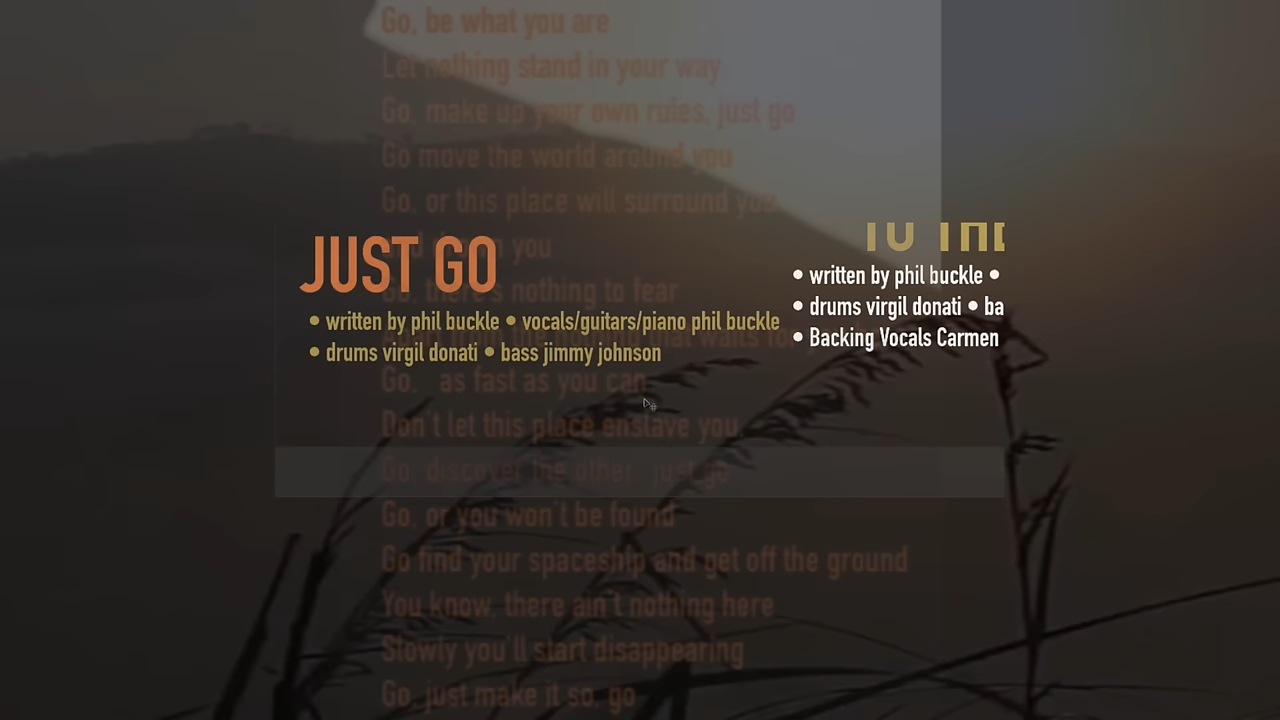 Go, be what you are
Let nothing stand in your way
Go, make up your own rules, just go
Go move the world around you
Go, or this place will surround you
down you
JUST GO
Go, there's nothing to fear
• written by phil buckle • vocals/guitars/piano phil buckle
• drums virgil donati • bass jimmy johnson
that waits for
• written by phil buckle •
• drums virgil donati • ba
• Backing Vocals Carmen
Go, as fast as you can
Don't let this place enslave you
Go, discover the other, just go
Go, or you won't be found
Go find your spaceship and get off the ground
You know, there ain't nothing here
Slowly you'll start disappearing
Go, just make it so, go